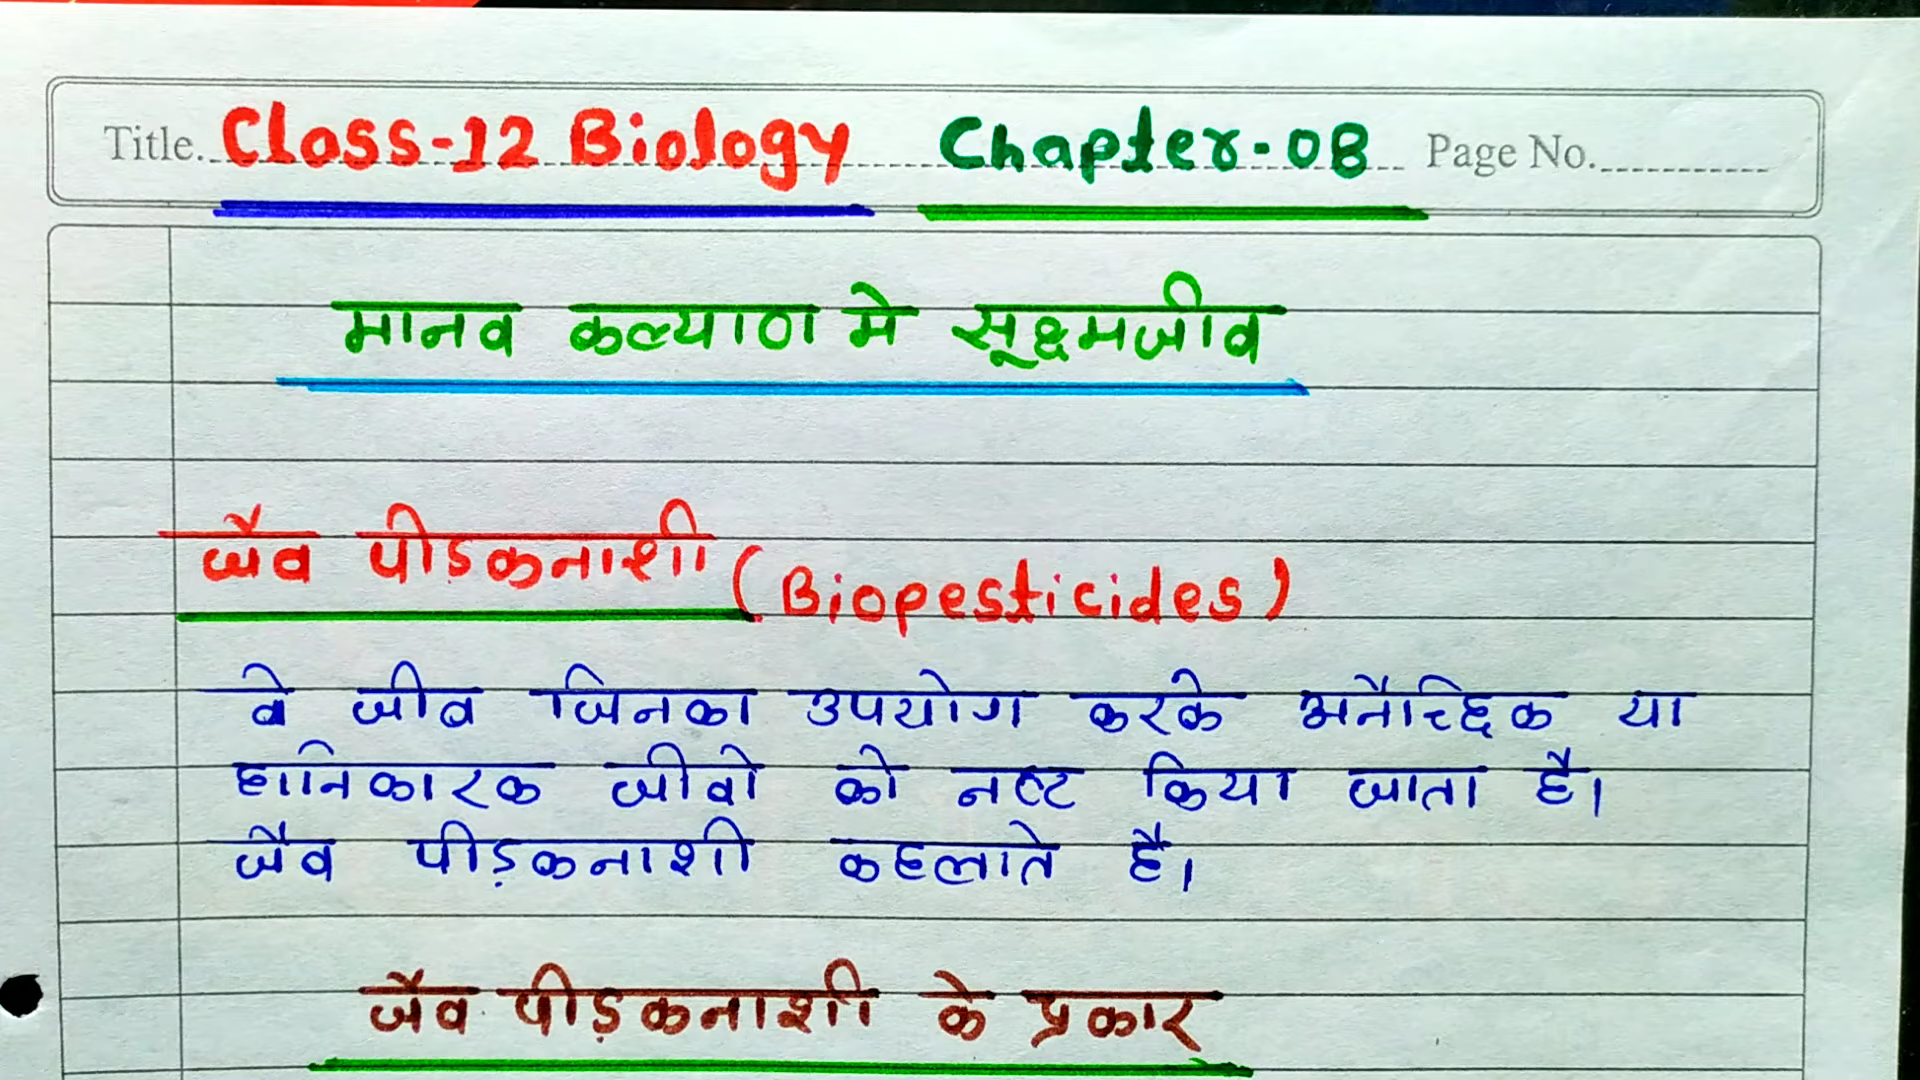 Title. Class-12 Biology Chapter-08 Page No.
मानव कल्याण मे सूक्ष्मजीव
जैव पीडकनाशी (Biopesticides)
वे जीव जिनका उपयोग करके अनैच्छिक या
हानिकारक जीवो को नष्ट किया जाता है।
जैव पीड़कनाशी कहलाते है।
जैव पीड़कनाशी के प्रकार